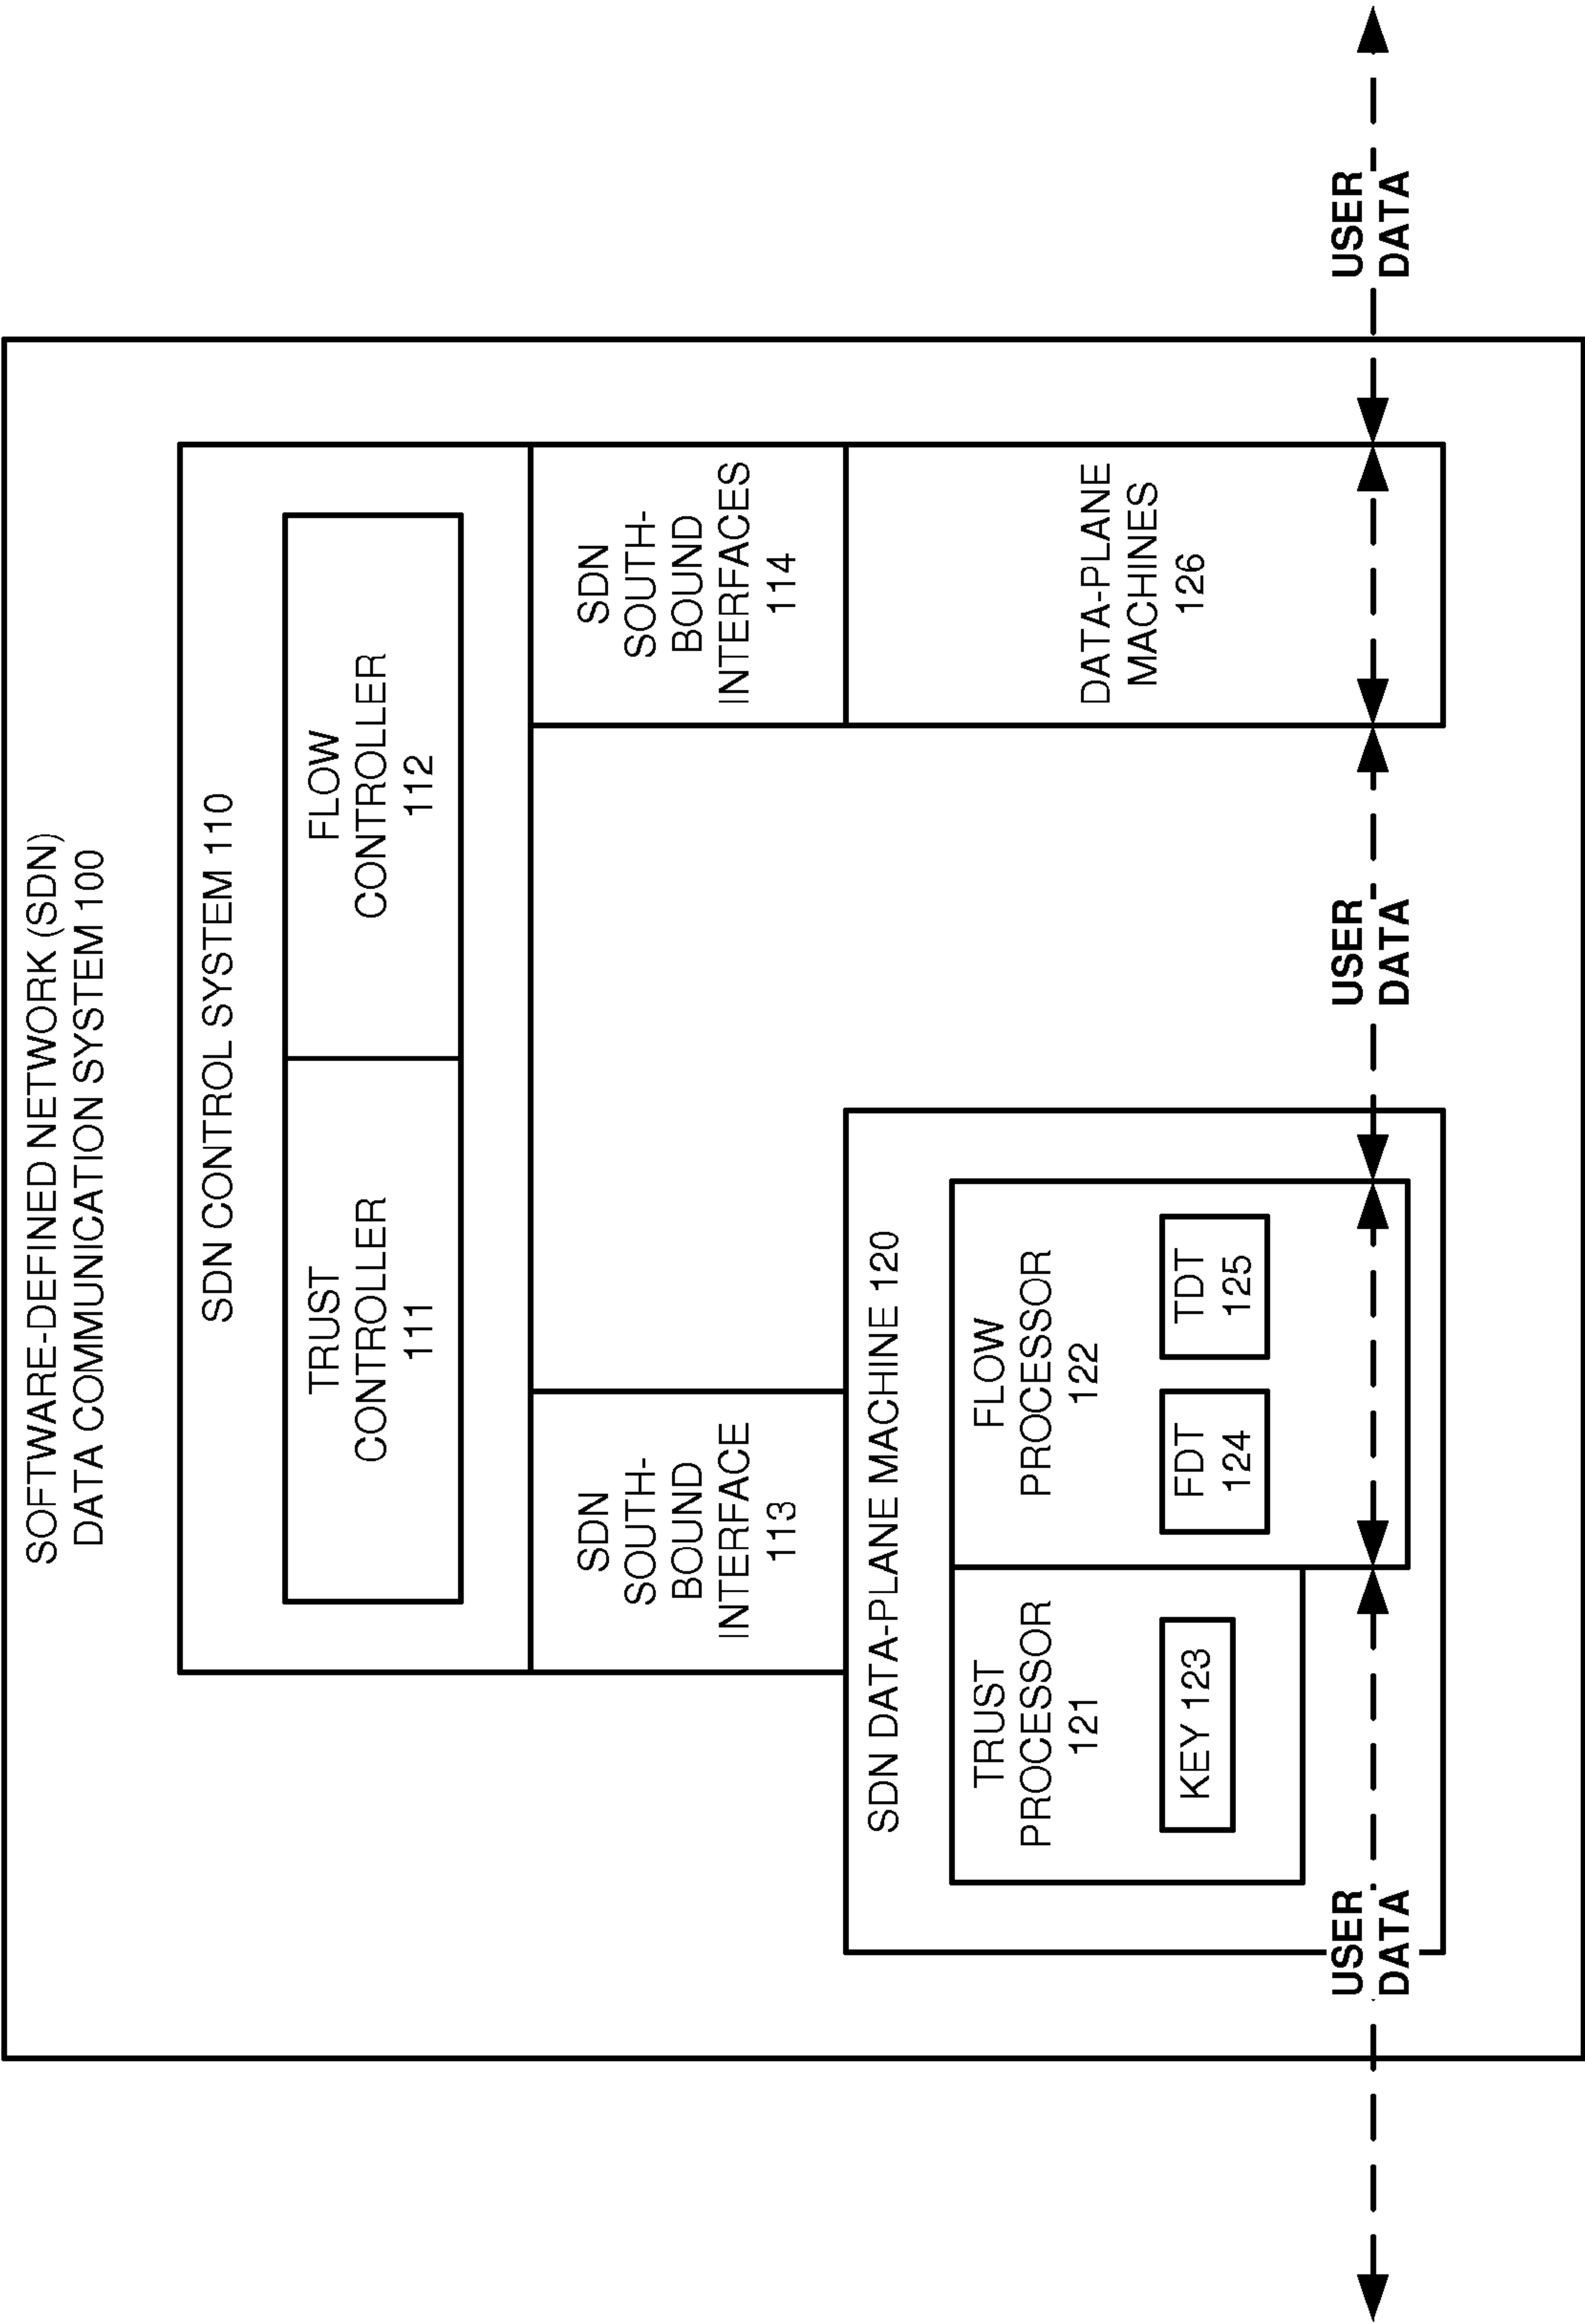 SOFTWARE-DEFINED NETWORK (SDN)
DATA COMMUNICATION SYSTEM 100
SDN CONTROL SYSTEM 110
TRUST
CONTROLLER
111
FLOW
CONTROLLER
112
SDN
SOUTH-
BOUND
INTERFACE
113
SDN
SOUTH-
BOUND
INTERFACES
114
SDN DATA-PLANE MACHINE 120
TRUST
PROCESSOR
121
KEY 123
FLOW
PROCESSOR
122
FDT
124
TDT
125
DATA-PLANE
MACHINES
126
USER
DATA
USER
DATA
USER
DATA